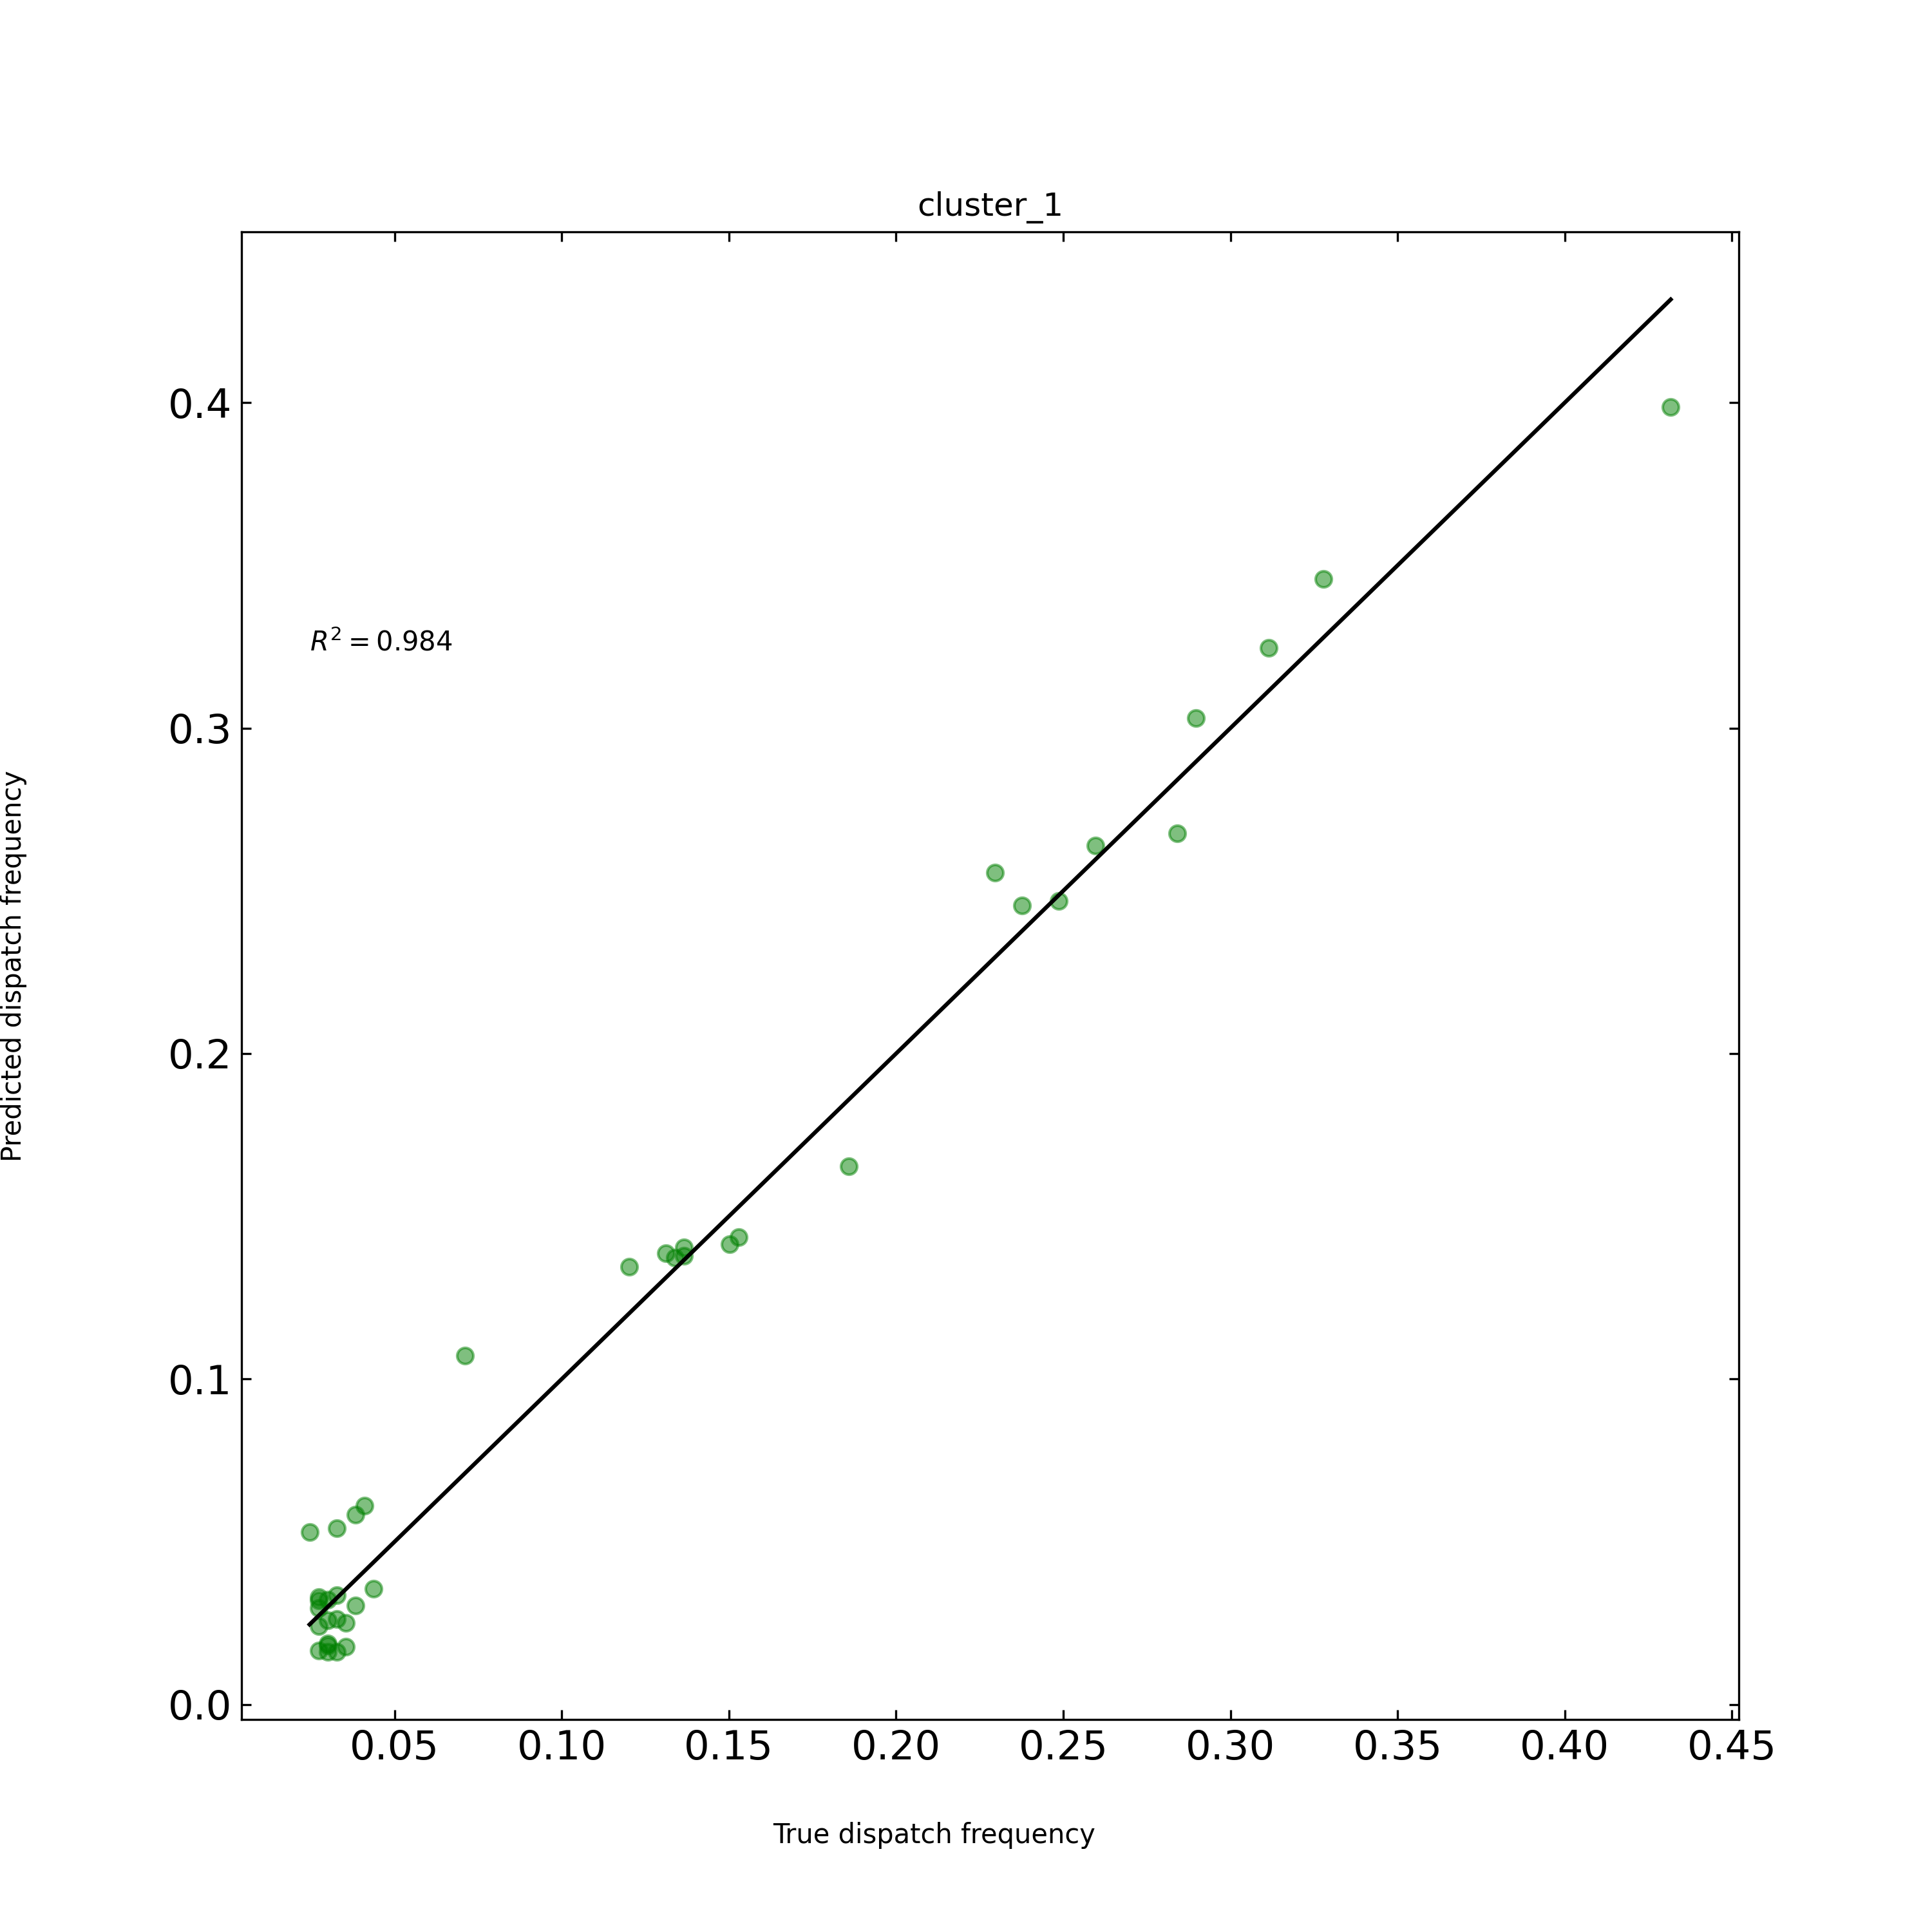 cluster_1
0.4
R² = 0.984
0.3
Predicted dispatch frequency
0.2
0.1
0.0
0.05 0.10 0.15 0.20 0.25 0.30 0.35 0.40 0.45
True dispatch frequency